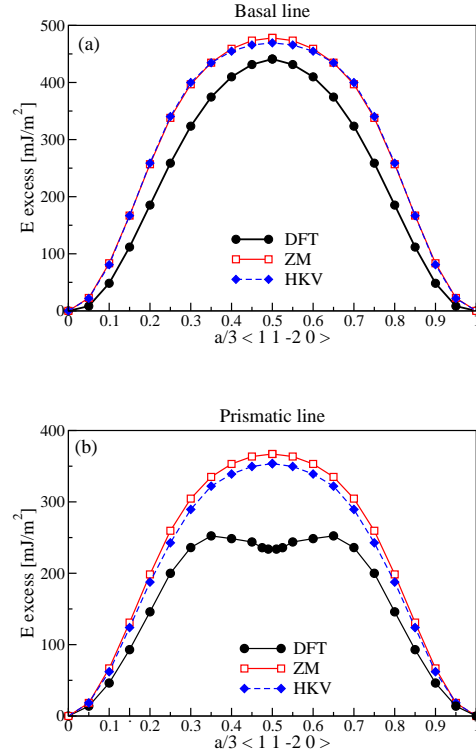 Basal line
500
(a)
400
300
200
100
0
E excess [mJ/m²]
DFT
ZM
HKV
0 0.1 0.2 0.3 0.4 0.5 0.6 0.7 0.8 0.9
a/3 < 1 1 -2 0 >
Prismatic line
400
(b)
300
200
100
0
E excess [mJ/m²]
DFT
ZM
HKV
0 0.1 0.2 0.3 0.4 0.5 0.6 0.7 0.8 0.9
a/3 < 1 1 -2 0 >